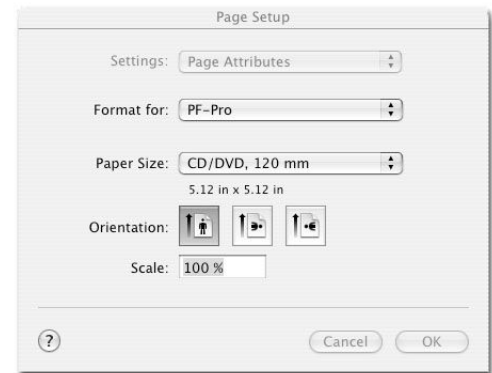 Page Setup
Settings: Page Attributes
Format for: PF-Pro
Paper Size: CD/DVD, 120 mm
5.12 in x 5.12 in
Orientation:
Scale: 100 %
? Cancel OK